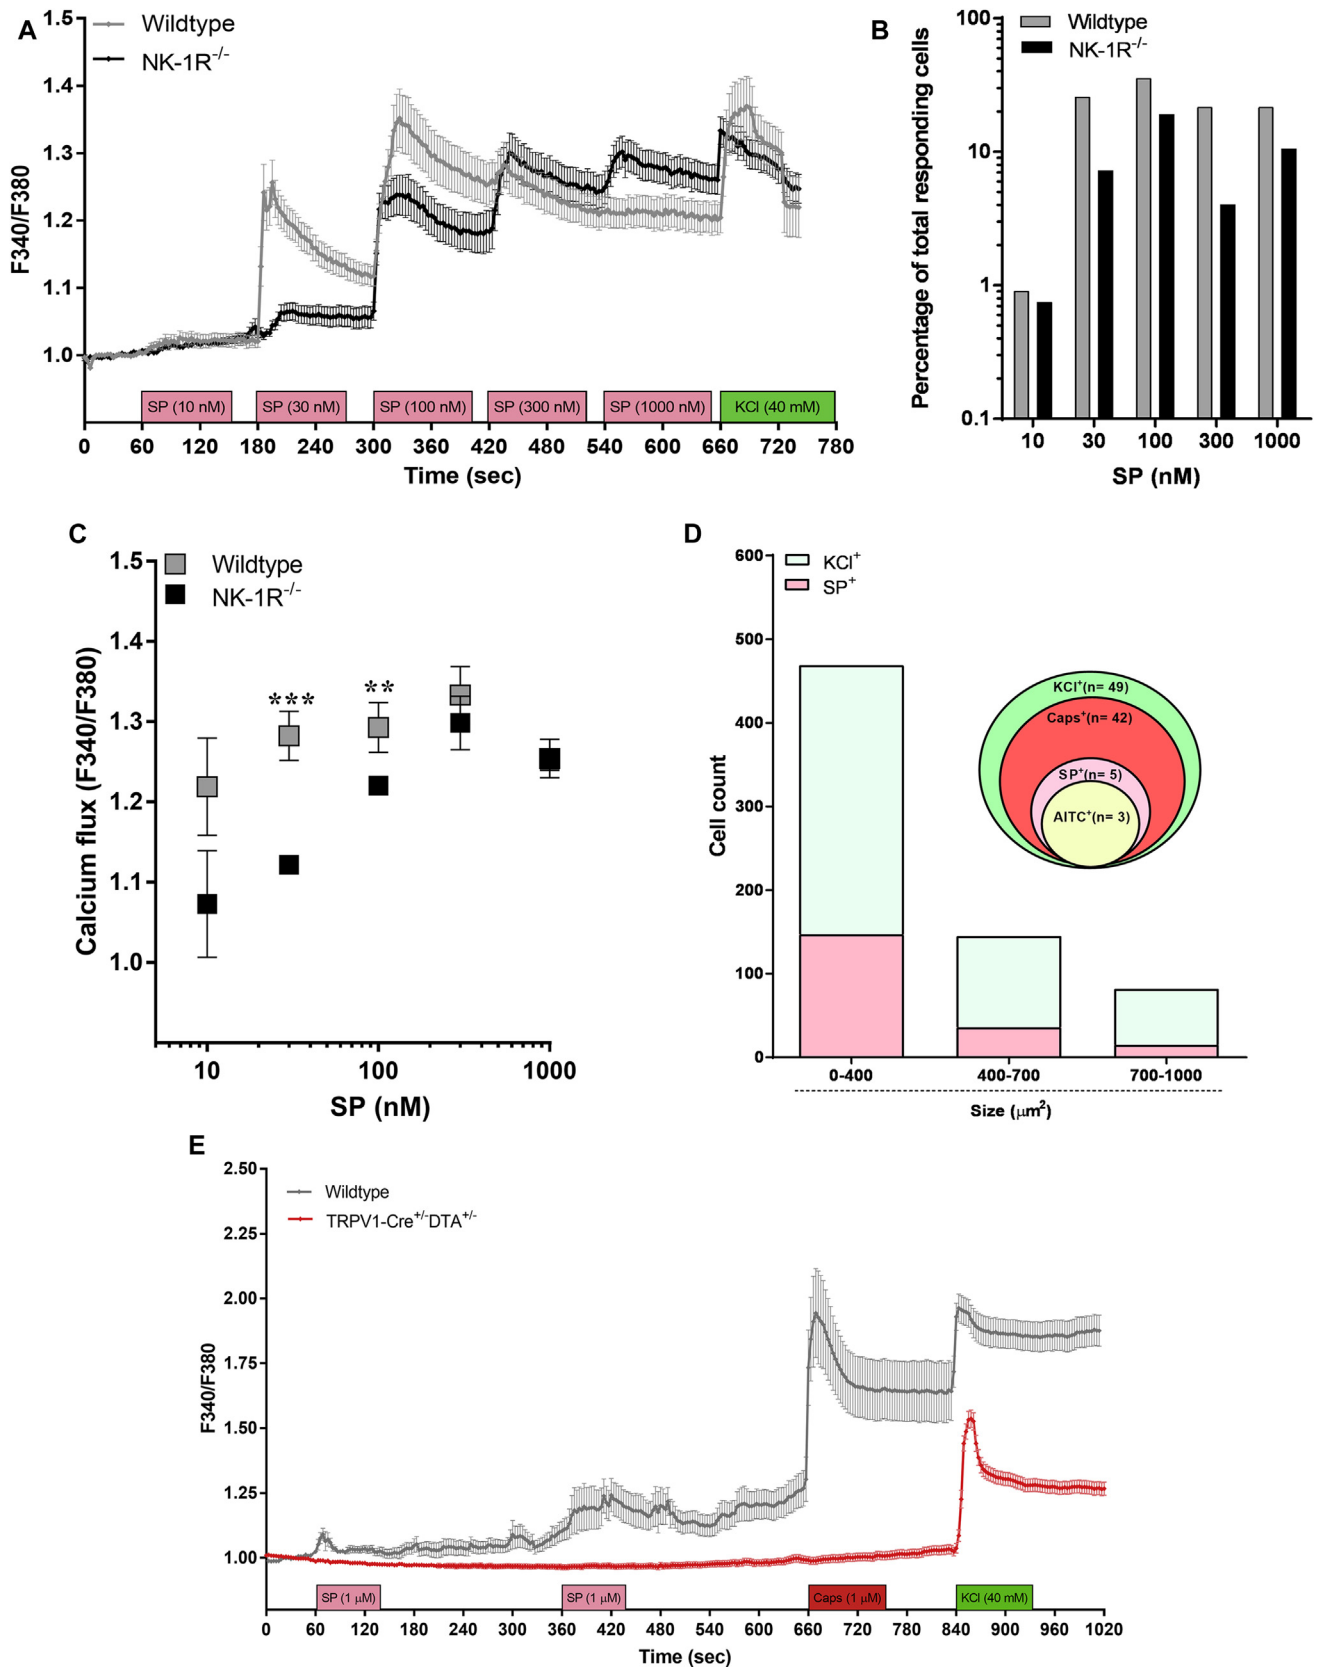 A
Wildtype
NK-1R-/-
F340/F380
1.5
1.4
1.3
1.2
1.1
1.0
SP (10 nM)
SP (30 nM)
SP (100 nM)
SP (300 nM)
SP (1000 nM)
KCl (40 mM)
0 60 120 180 240 300 360 420 480 540 600 660 720 780
Time (sec)
B
Wildtype
NK-1R-/-
Percentage of total responding cells
100
10
1
0.1
10 30 100 300 1000
SP (nM)
C
Wildtype
NK-1R-/-
Calcium flux (F340/F380)
1.5
1.4
1.3
1.2
1.1
1.0
***
**
10 100 1000
SP (nM)
D
KCl+
SP+
Cell count
600
500
400
300
200
100
0
KCl+(n= 49)
Caps+(n= 42)
SP+(n= 5)
AITC+(n= 3)
0-400 400-700 700-1000
Size (μm2)
E
Wildtype
TRPV1-Cre+/-DTA+/-
F340/F380
2.50
2.25
2.00
1.75
1.50
1.25
1.00
SP (1 μM)
SP (1 μM)
Caps (1 μM)
KCl (40 mM)
0 60 120 180 240 300 360 420 480 540 600 660 720 780 840 900 960 1020
Time (sec)